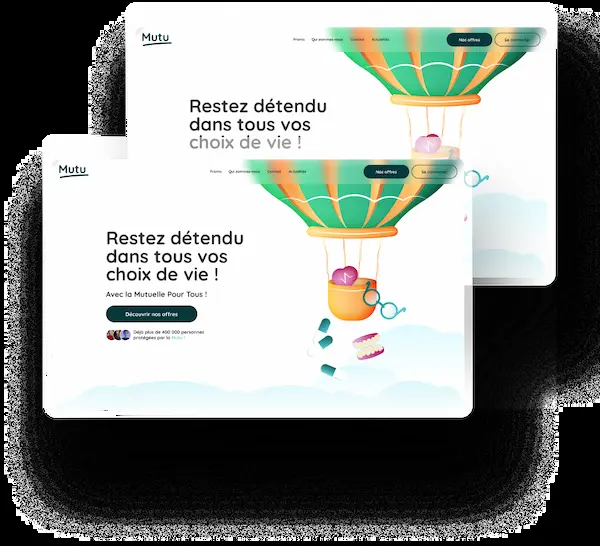 Mutu
Promo Qui sommes-nous Contact Actualités Nos offres Se connecter
Restez détendu
dans tous vos
choix de vie !
Mutu
Promo Qui sommes-nous Contact Actualités Nos offres Se connecter
Restez détendu
dans tous vos
choix de vie !
Avec la Mutuelle Pour Tous !
Découvrir nos offres
Déjà plus de 400 000 personnes
protégées par la Mutu !